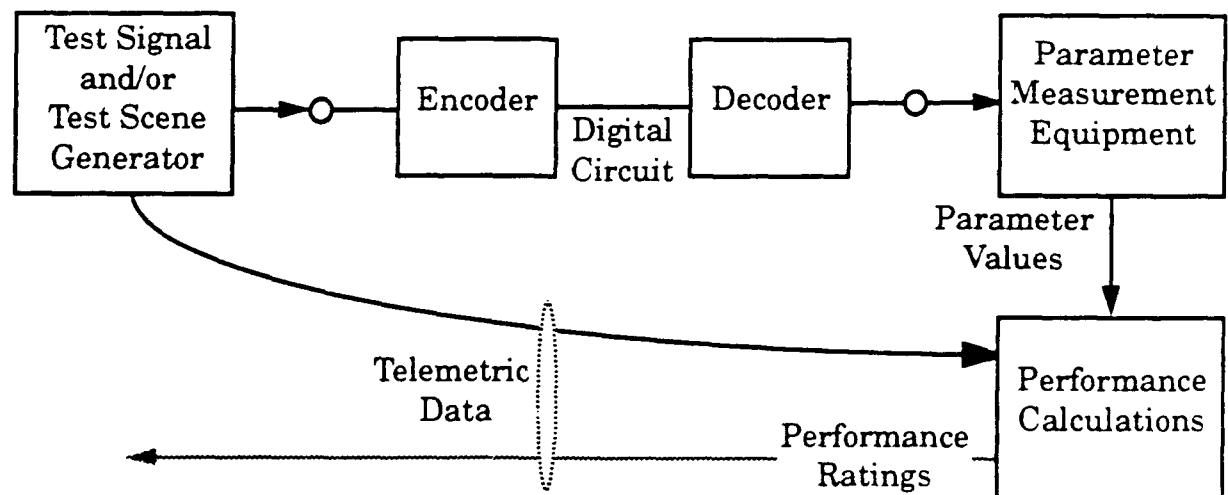 Test Signal
and/or
Test Scene
Generator
Encoder
Digital
Circuit
Decoder
Parameter
Measurement
Equipment
Parameter
Values
Telemetric
Data
Performance
Calculations
Performance
Ratings